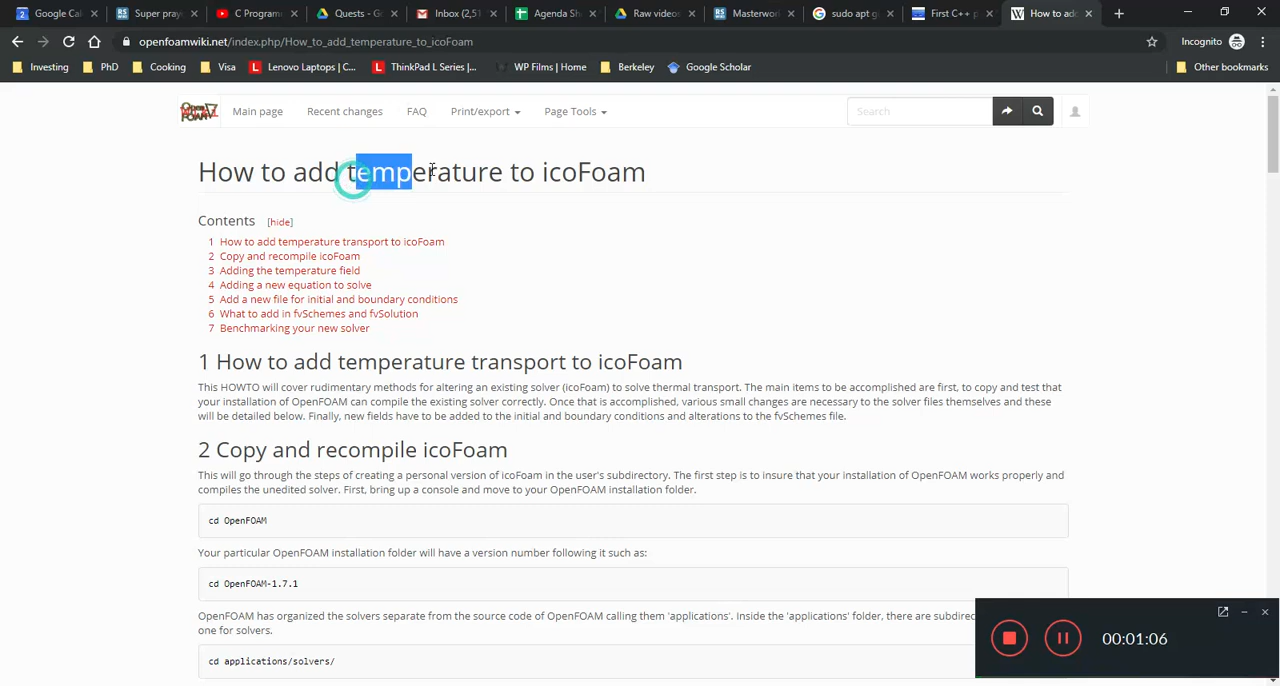 Google Cal
Super pray
C Program
Quests - G
Inbox (2,51
Agenda Sh
Raw videos
Masterwo
sudo apt g
First C++ p
How to ad
openfoamwiki.net/index.php/How_to_add_temperature_to_icoFoam
Incognito
Investing
PhD
Cooking
Visa
Lenovo Laptops | C...
ThinkPad L Series |...
WP Films | Home
Berkeley
Google Scholar
Other bookmarks
Main page
Recent changes
FAQ
Print/export
Page Tools
Search
How to add temperature to icoFoam
Contents [hide]
1 How to add temperature transport to icoFoam
2 Copy and recompile icoFoam
3 Adding the temperature field
4 Adding a new equation to solve
5 Add a new file for initial and boundary conditions
6 What to add in fvSchemes and fvSolution
7 Benchmarking your new solver
1 How to add temperature transport to icoFoam
This HOWTO will cover rudimentary methods for altering an existing solver (icoFoam) to solve thermal transport. The main items to be accomplished are first, to copy and test that
your installation of OpenFOAM can compile the existing solver correctly. Once that is accomplished, various small changes are necessary to the solver files themselves and these
will be detailed below. Finally, new fields have to be added to the initial and boundary conditions and alterations to the fvSchemes file.
2 Copy and recompile icoFoam
This will go through the steps of creating a personal version of icoFoam in the user's subdirectory. The first step is to insure that your installation of OpenFOAM works properly and
compiles the unedited solver. First, bring up a console and move to your OpenFOAM installation folder.
cd OpenFOAM
Your particular OpenFOAM installation folder will have a version number following it such as:
cd OpenFOAM-1.7.1
OpenFOAM has organized the solvers separate from the source code of OpenFOAM calling them 'applications'. Inside the 'applications' folder, there are subdirec
one for solvers.
cd applications/solvers/
00:01:06